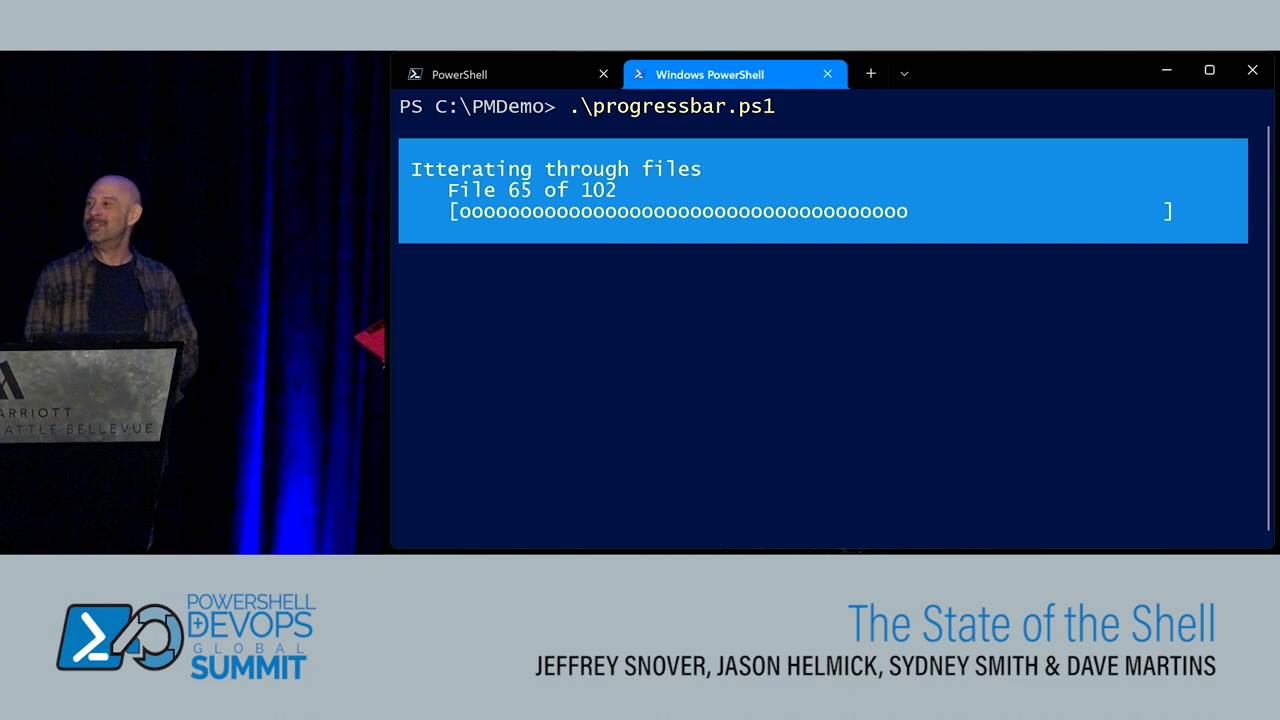 PowerShell
Windows PowerShell
PS C:\PMDemo> .\progressbar.ps1
Itterating through files
File 65 of 102
[ooooooooooooooooooooooooooooooooooooo ]
ARRIOTT
ATTLE BELLEVUE
POWERSHELL
+DEVOPS
GLOBAL
SUMMIT
The State of the Shell
JEFFREY SNOVER, JASON HELMICK, SYDNEY SMITH & DAVE MARTINS